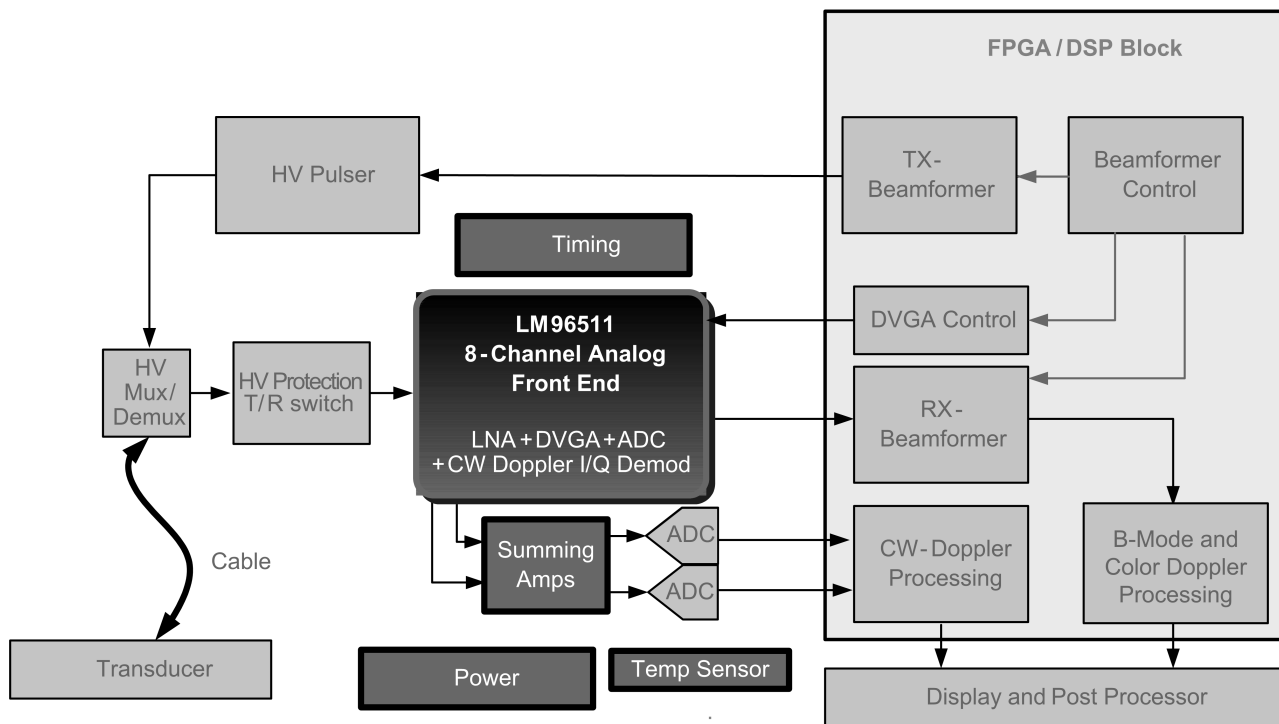 FPGA / DSP Block
HV Pulser
TX-
Beamformer
Beamformer
Control
Timing
LM96511
8-Channel Analog
Front End
LNA+DVGA+ADC
+CW Doppler I/Q Demod
DVGA Control
HV
Mux/
Demux
HV Protection
T/R switch
RX-
Beamformer
Summing
Amps
ADC
ADC
CW-Doppler
Processing
B-Mode and
Color Doppler
Processing
Cable
Transducer
Power
Temp Sensor
Display and Post Processor